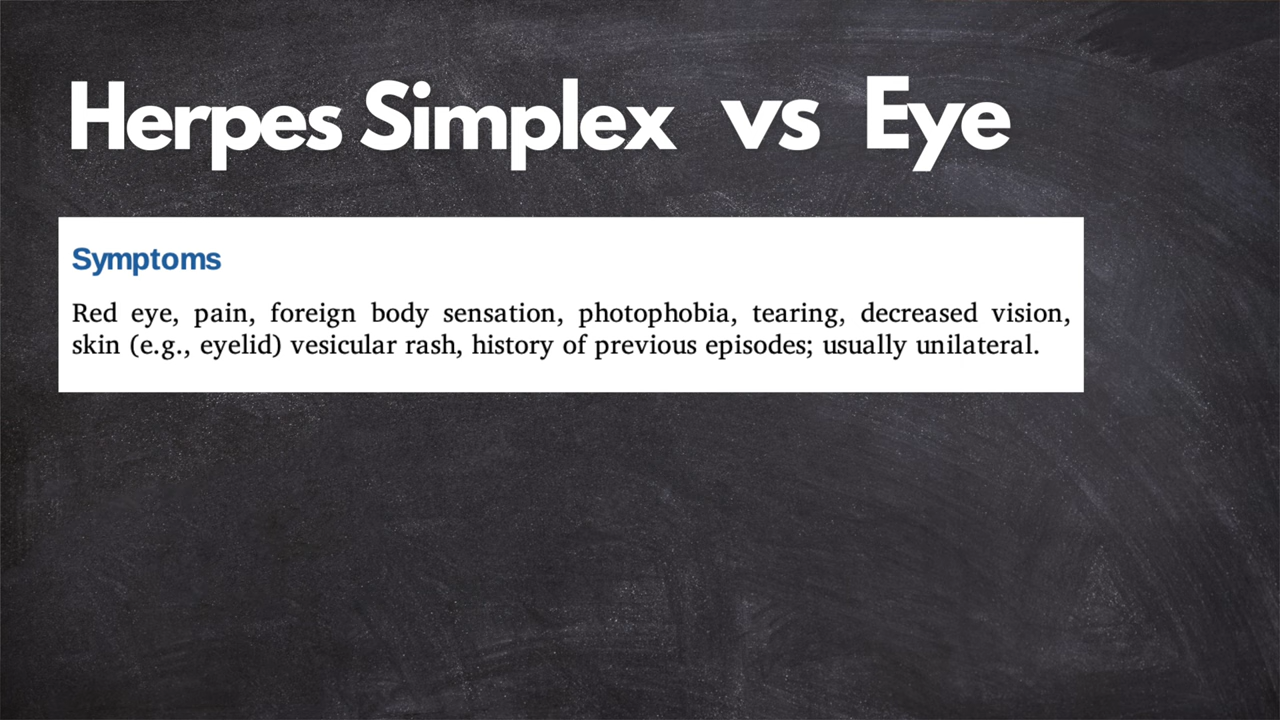 Herpes Simplex vs Eye
Symptoms
Red eye, pain, foreign body sensation, photophobia, tearing, decreased vision,
skin (e.g., eyelid) vesicular rash, history of previous episodes; usually unilateral.